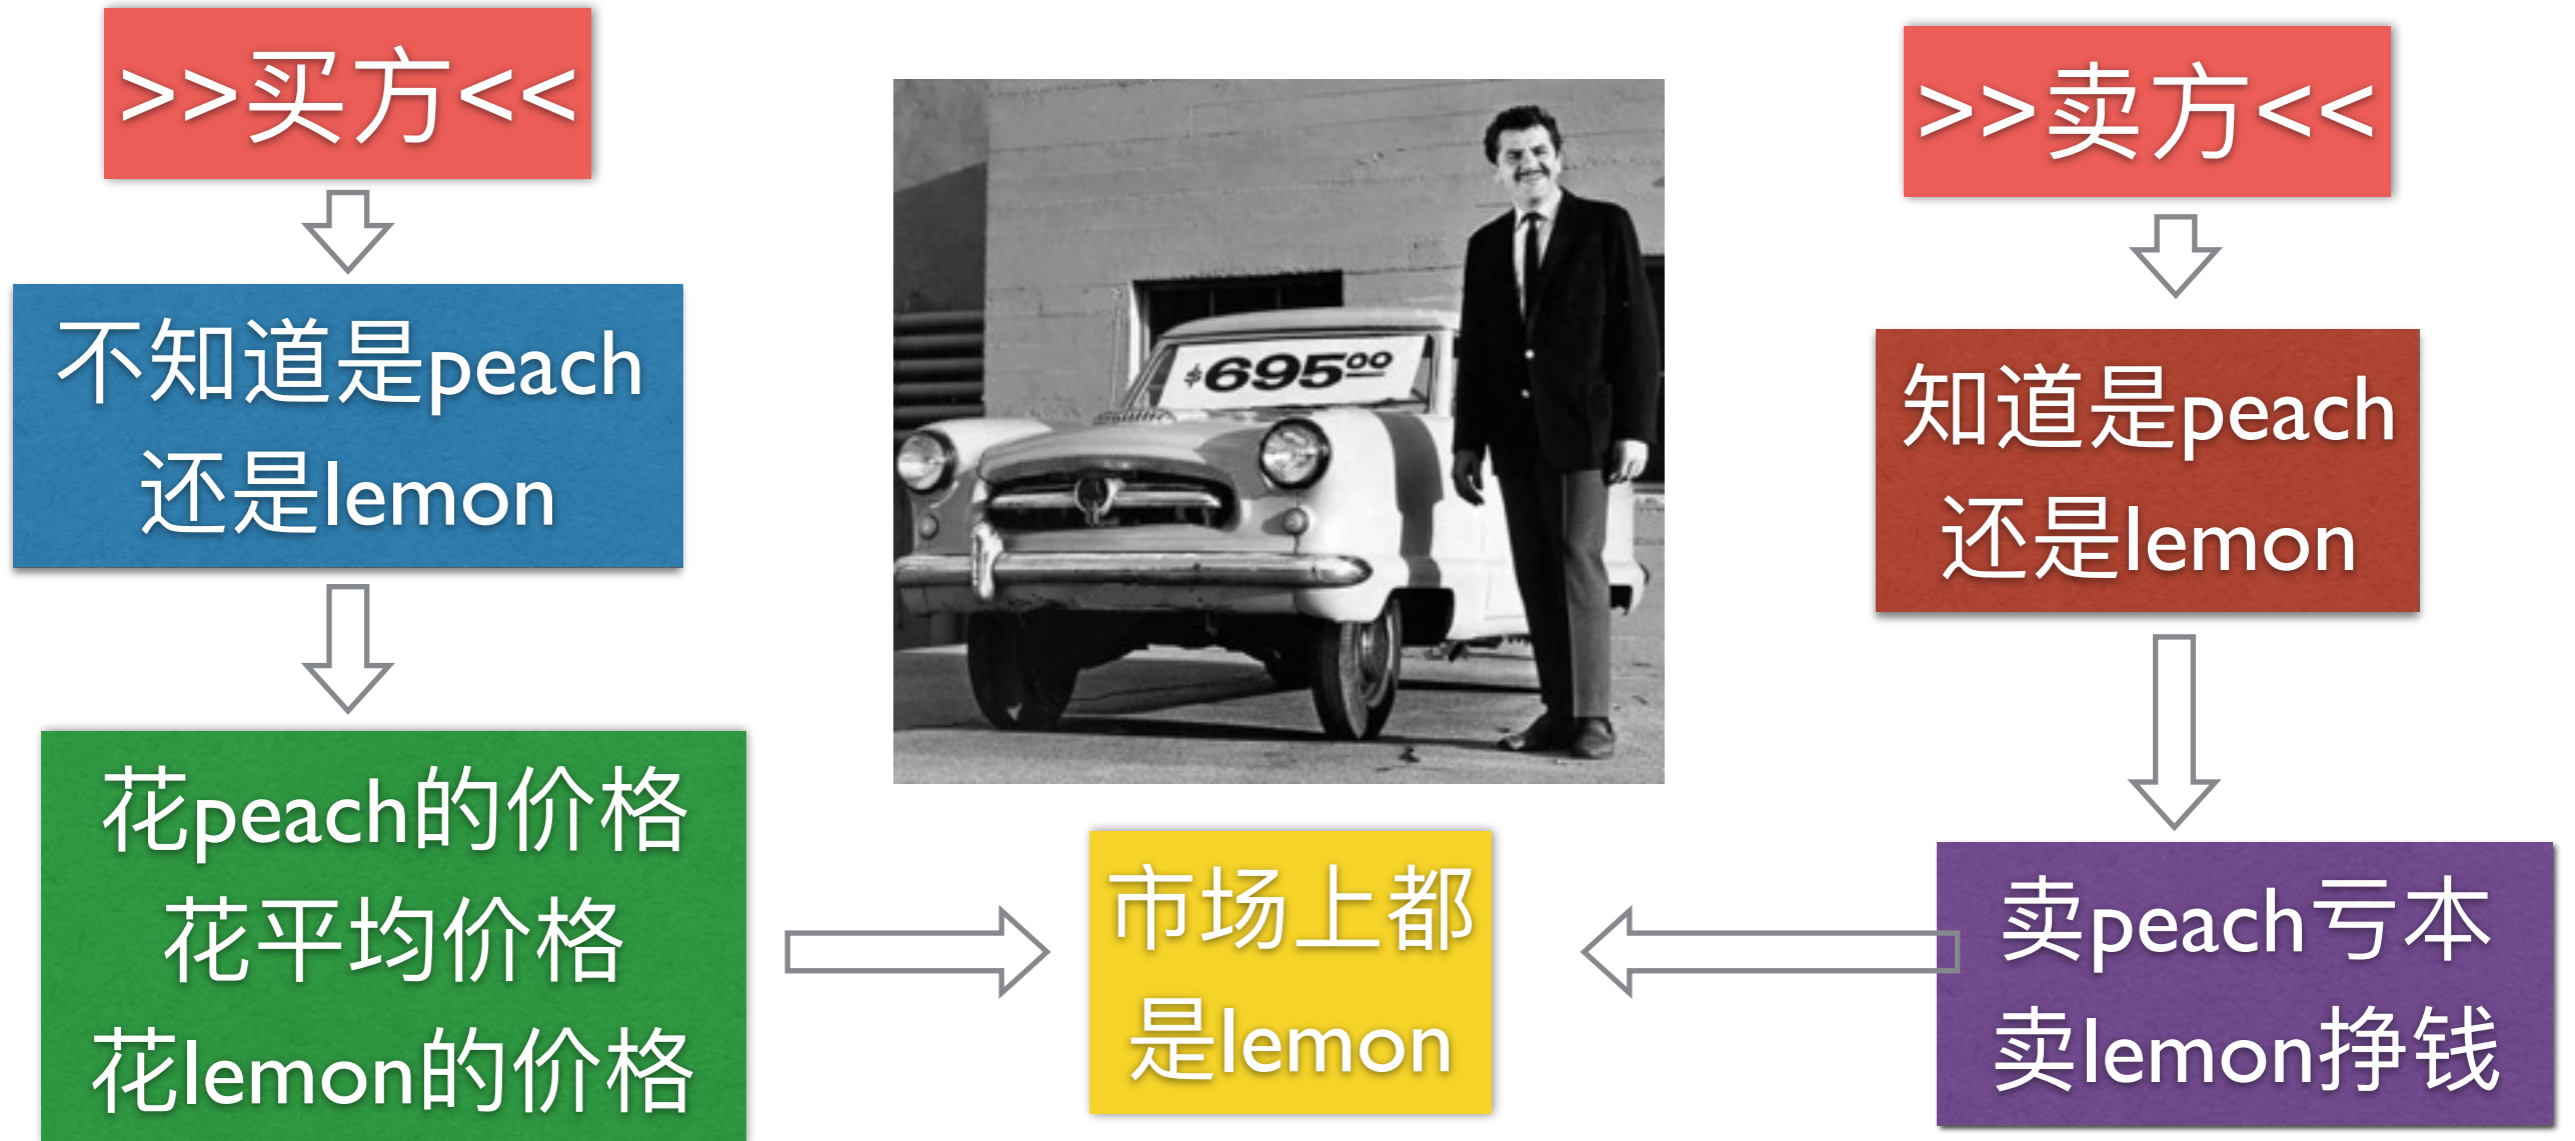 >>买方<<
不知道是peach
还是lemon
花peach的价格
花平均价格
花lemon的价格
$695⁰⁰
市场上都
是lemon
>>卖方<<
知道是peach
还是lemon
卖peach亏本
卖lemon挣钱